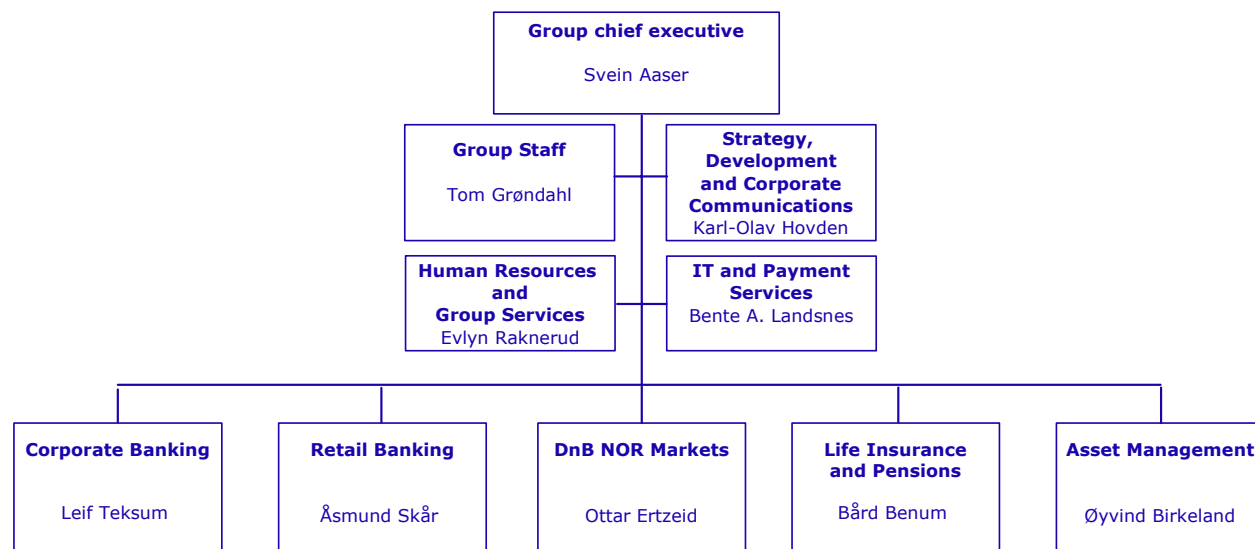 Group chief executive
Svein Aaser
Group Staff
Tom Grøndahl
Strategy,
Development
and Corporate
Communications
Karl-Olav Hovden
Human Resources
and
Group Services
Evlyn Raknerud
IT and Payment
Services
Bente A. Landsnes
Corporate Banking
Leif Teksum
Retail Banking
Åsmund Skår
DnB NOR Markets
Ottar Ertzeid
Life Insurance
and Pensions
Bård Benum
Asset Management
Øyvind Birkeland